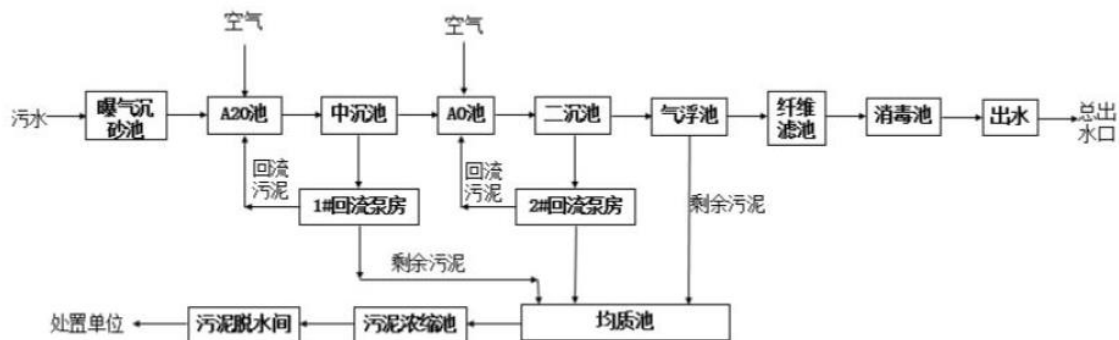 空气
空气
污水
曝气沉
砂池
A2O池
中沉池
AO池
二沉池
气浮池
纤维
滤池
消毒池
出水
总出
水口
回流
污泥
1#回流泵房
回流
污泥
2#回流泵房
剩余污泥
剩余污泥
处置单位
污泥脱水间
污泥浓缩池
均质池